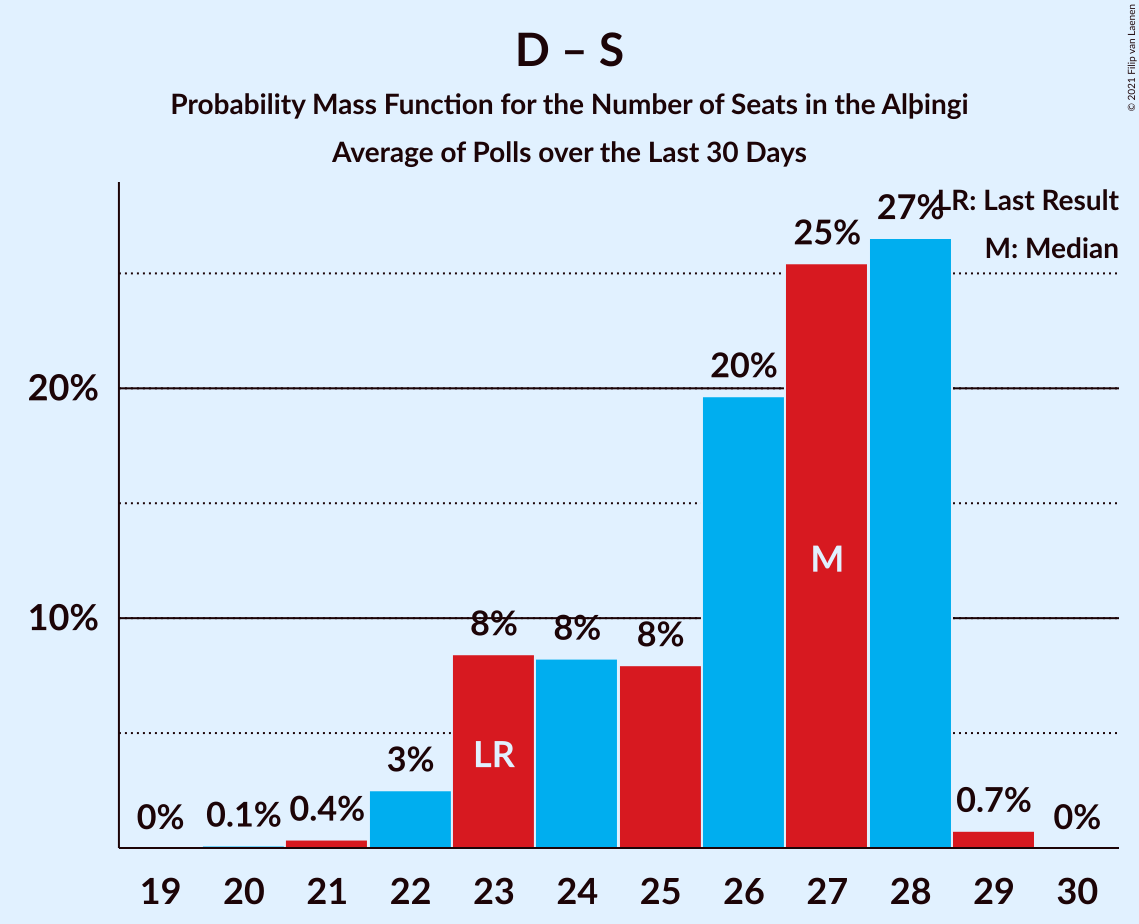 D – S
Probability Mass Function for the Number of Seats in the Alþingi
Average of Polls over the Last 30 Days
© 2021 Filip van Laenen
LR: Last Result
M: Median
20%
10%
0%
0.1%
0.4%
3%
8%
8%
8%
20%
25%
27%
0.7%
0%
LR
M
19 20 21 22 23 24 25 26 27 28 29 30